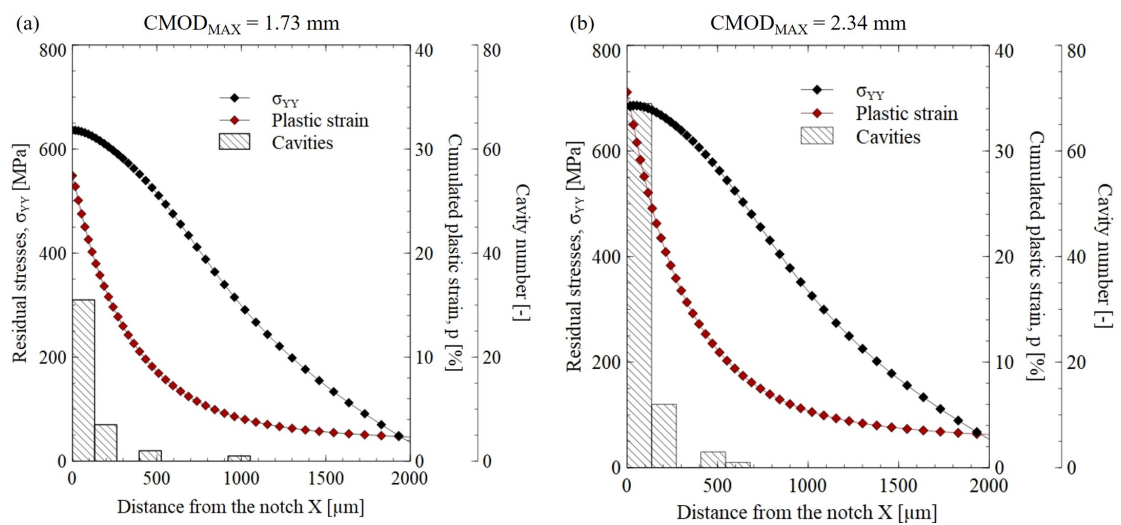 (a)
CMOD_MAX = 1.73 mm
800
600
400
200
0
Residual stresses, σ_YY [MPa]
σ_YY
Plastic strain
Cavities
40
30
20
10
0
Cumulated plastic strain, p [%]
80
60
40
20
0
Cavity number [-]
0
500
1000
1500
2000
Distance from the notch X [μm]
(b)
CMOD_MAX = 2.34 mm
800
600
400
200
0
Residual stresses, σ_YY [MPa]
σ_YY
Plastic strain
Cavities
40
30
20
10
0
Cumulated plastic strain, p [%]
80
60
40
20
0
Cavity number [-]
0
500
1000
1500
2000
Distance from the notch X [μm]